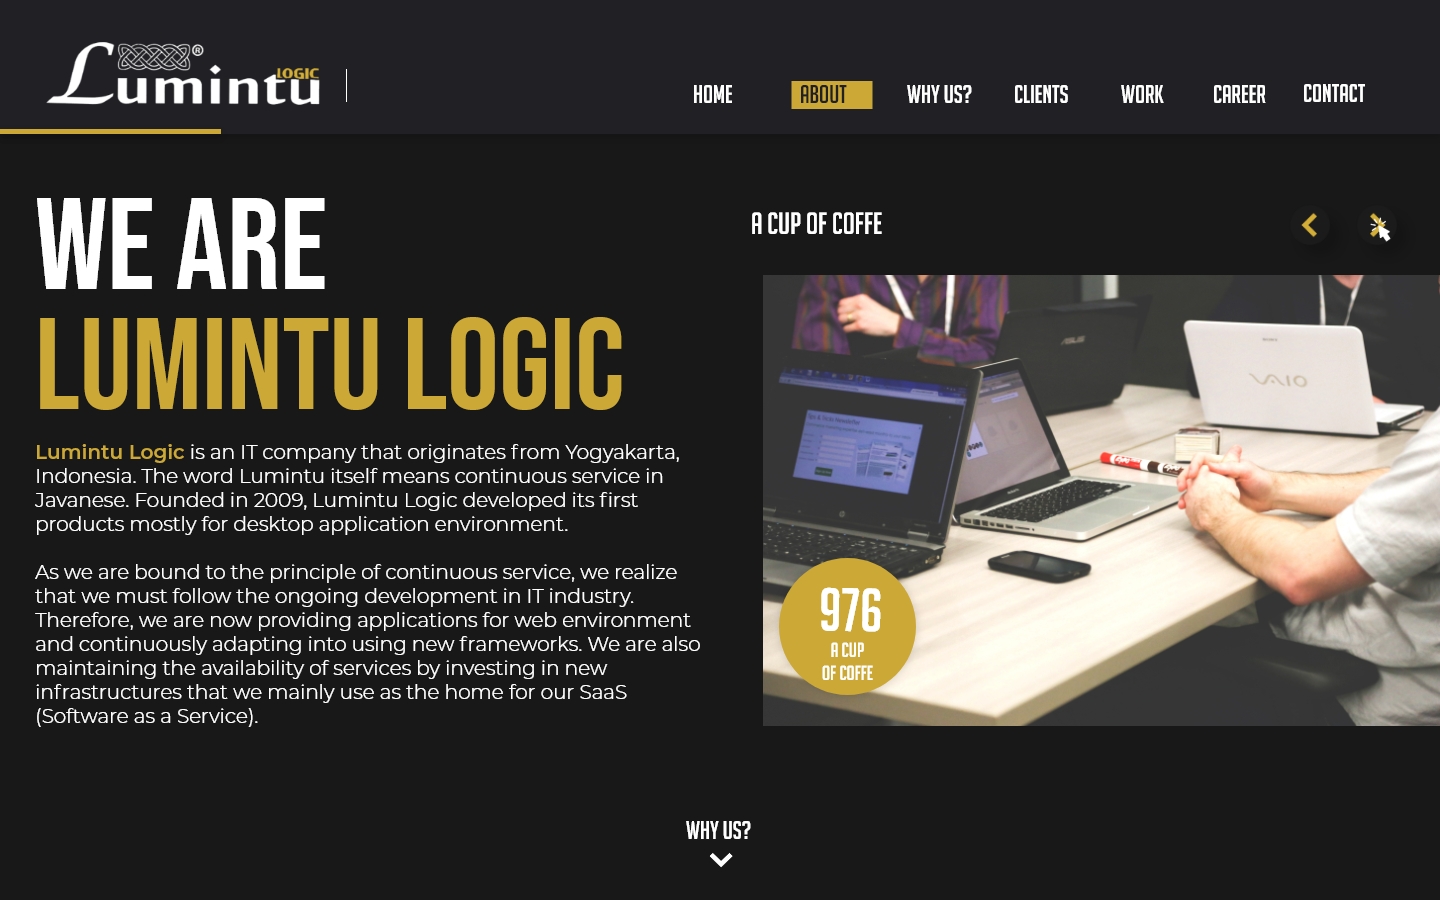 Lumintu®
LOGIC
HOME
ABOUT
WHY US?
CLIENTS
WORK
CAREER
CONTACT
WE ARE
LUMINTU LOGIC
Lumintu Logic is an IT company that originates from Yogyakarta,
Indonesia. The word Lumintu itself means continuous service in
Javanese. Founded in 2009, Lumintu Logic developed its first
products mostly for desktop application environment.
As we are bound to the principle of continuous service, we realize
that we must follow the ongoing development in IT industry.
Therefore, we are now providing applications for web environment
and continuously adapting into using new frameworks. We are also
maintaining the availability of services by investing in new
infrastructures that we mainly use as the home for our SaaS
(Software as a Service).
A CUP OF COFFE
ASUS
SONY
VAIO
976
A CUP
OF COFFE
WHY US?